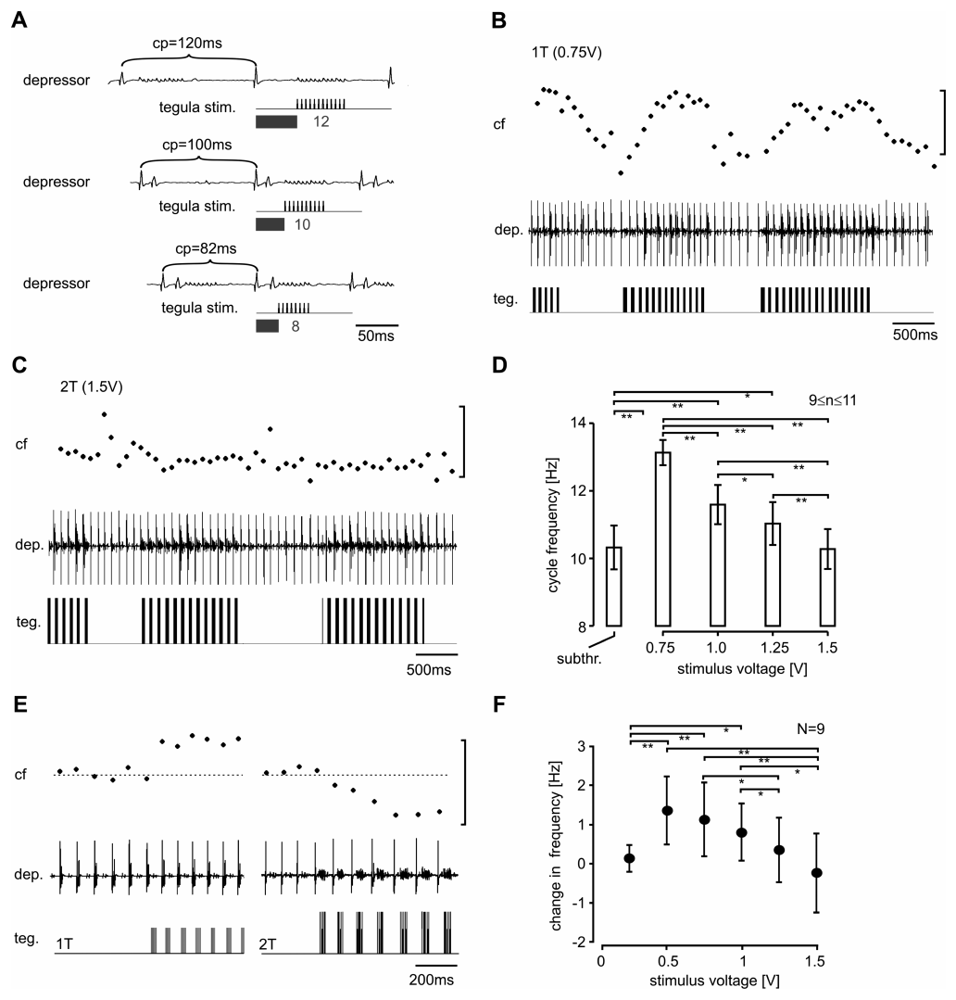 A
cp=120ms
depressor
tegula stim.
12
cp=100ms
depressor
tegula stim.
10
cp=82ms
depressor
tegula stim.
8
50ms
B
1T (0.75V)
cf
dep.
teg.
500ms
C
2T (1.5V)
cf
dep.
teg.
500ms
D
9≤n≤11
*
**
**
**
**
**
**
*
**
14
12
10
8
cycle frequency [Hz]
subthr.
0.75 1.0 1.25 1.5
stimulus voltage [V]
E
cf
dep.
teg.
1T
2T
200ms
F
N=9
*
**
**
**
**
**
*
*
*
3
2
1
0
-1
-2
change in frequency [Hz]
0 0.5 1 1.5
stimulus voltage [V]